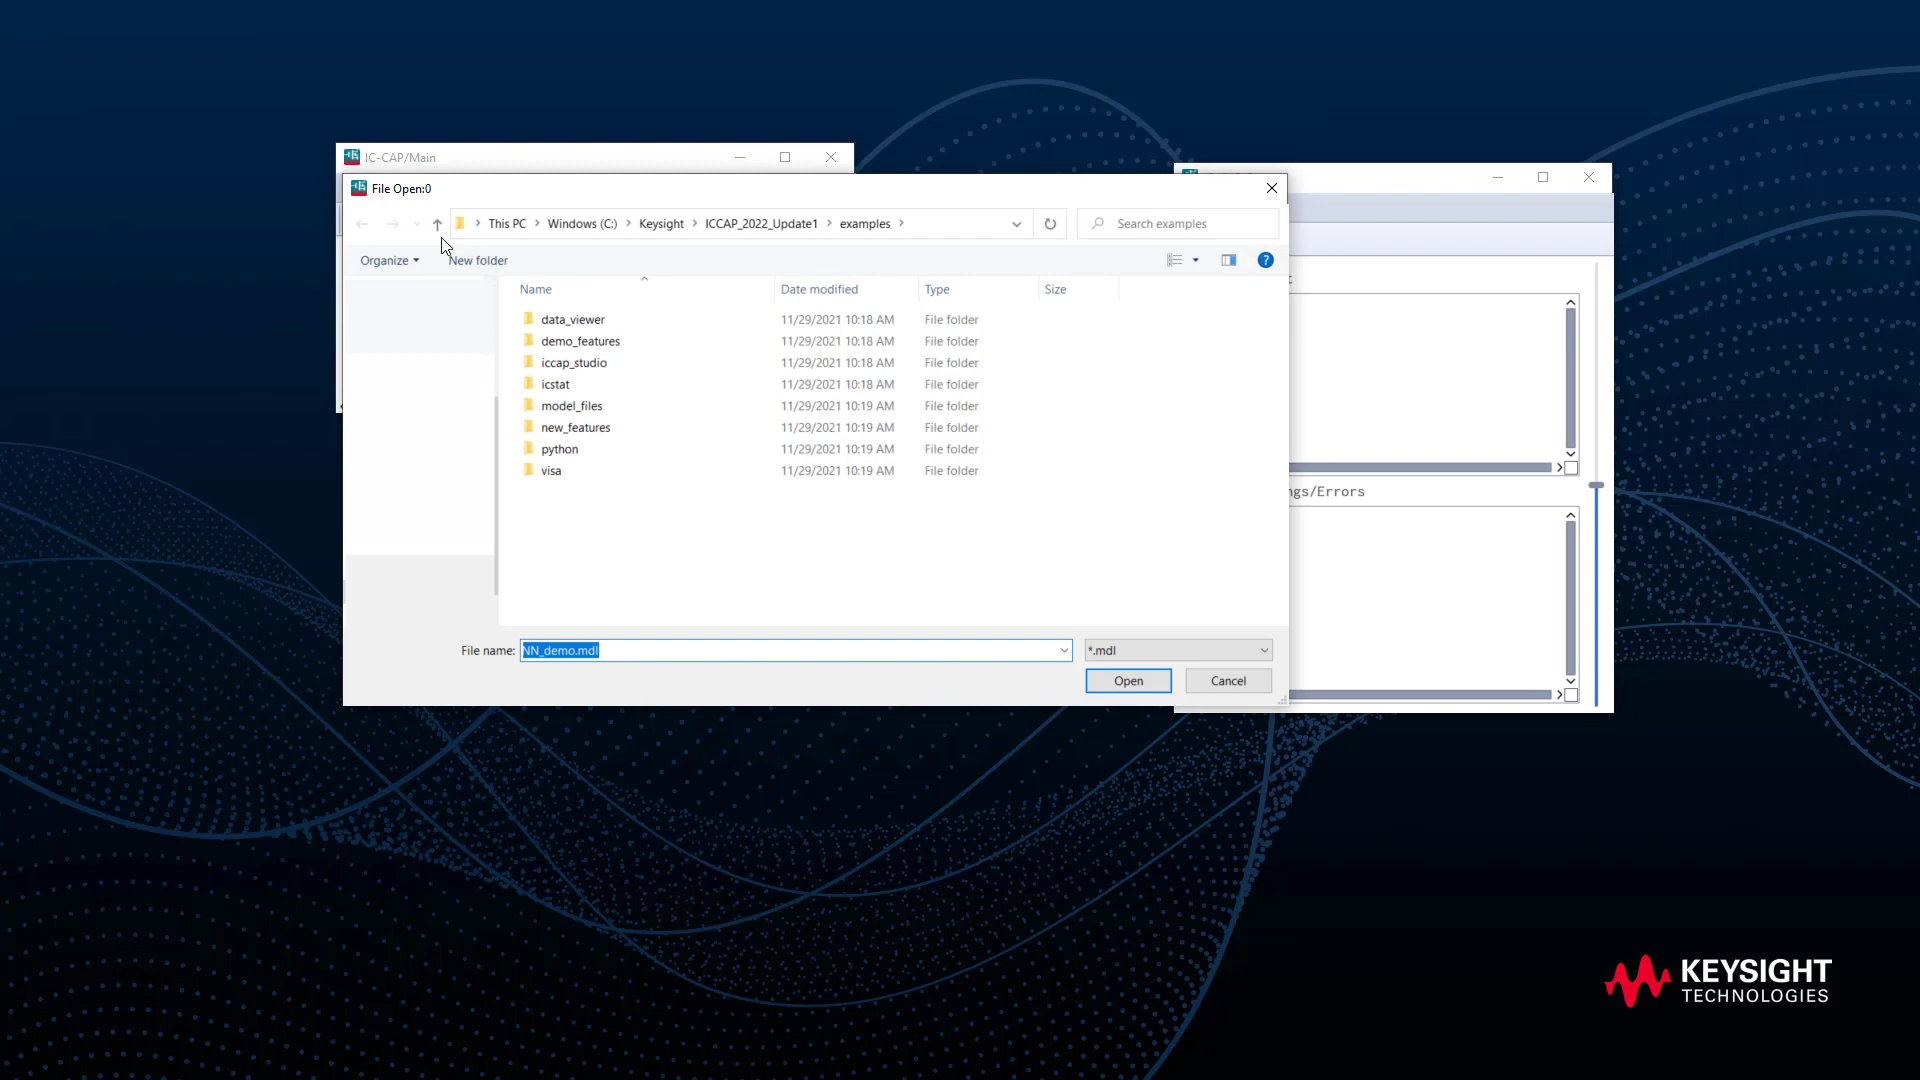 IC-CAP/Main
File Open:0
This PC > Windows (C:) > Keysight > ICCAP_2022_Update1 > examples >
Search examples
Organize
New folder
Name Date modified Type Size
data_viewer 11/29/2021 10:18 AM File folder
demo_features 11/29/2021 10:18 AM File folder
iccap_studio 11/29/2021 10:18 AM File folder
icstat 11/29/2021 10:18 AM File folder
model_files 11/29/2021 10:19 AM File folder
new_features 11/29/2021 10:19 AM File folder
python 11/29/2021 10:19 AM File folder
visa 11/29/2021 10:19 AM File folder
ngs/Errors
File name: NN_demo.mdl
*.mdl
Open
Cancel
KEYSIGHT
TECHNOLOGIES